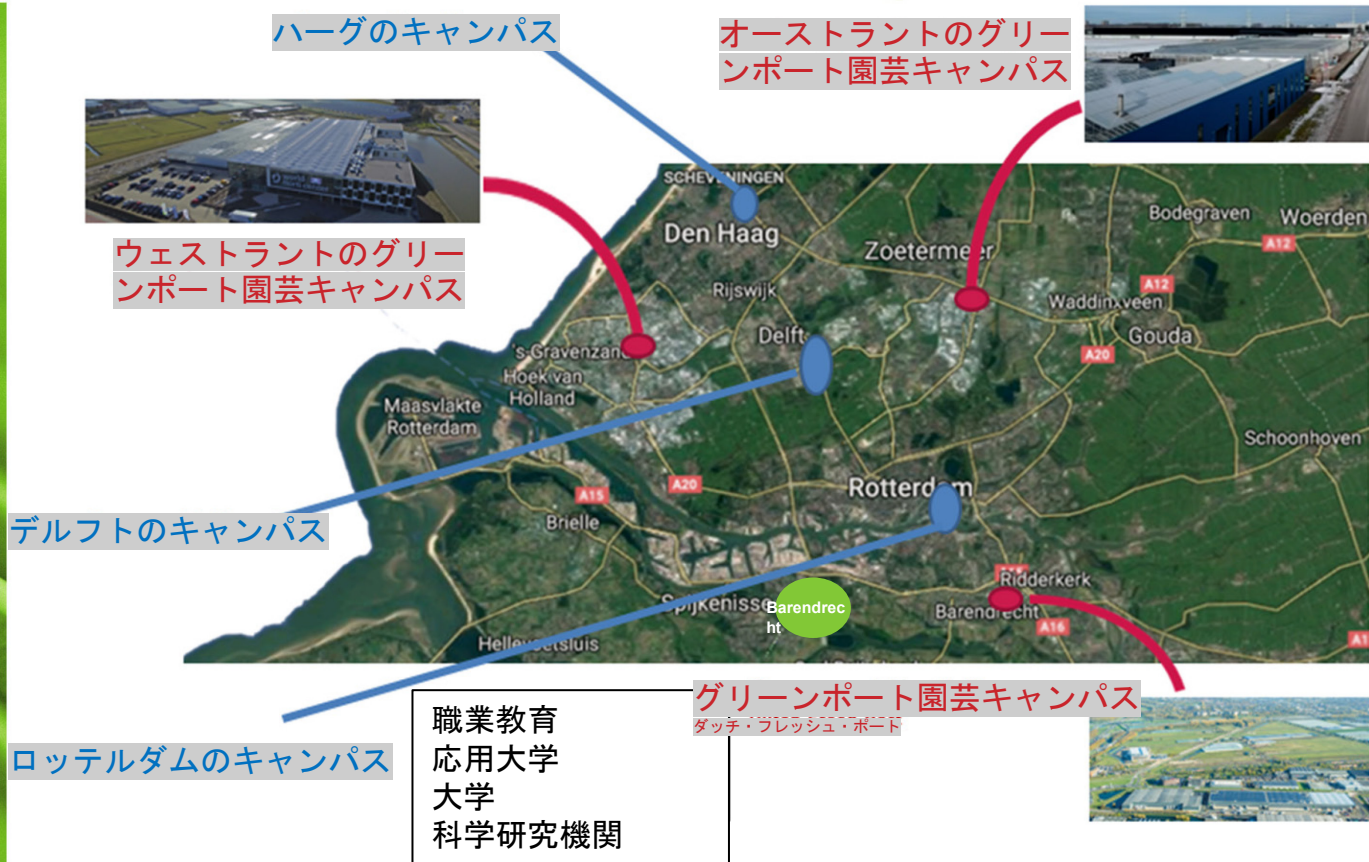 ハーグのキャンパス
オーストラントのグリー
ンポート園芸キャンパス
ウェストラントのグリー
ンポート園芸キャンパス
SCHEVENINGEN
Den Haag
Zoetermeer
Bodegraven
Woerden
A12
A12
Rijswijk
Waddinxveen
Delft
Gouda
A20
's-Gravenzand
Hoek van
Holland
Maasvlakte
Rotterdam
Schoonhoven
A20
A15
Rotterdam
Brielle
デルフトのキャンパス
Ridderkerk
Spijkenisse
Barendrec
ht
Barendrecht
A16
Hellevoetsluis
グリーンポート園芸キャンパス
ダッチ・フレッシュ・ポート
ロッテルダムのキャンパス
職業教育
応用大学
大学
科学研究機関